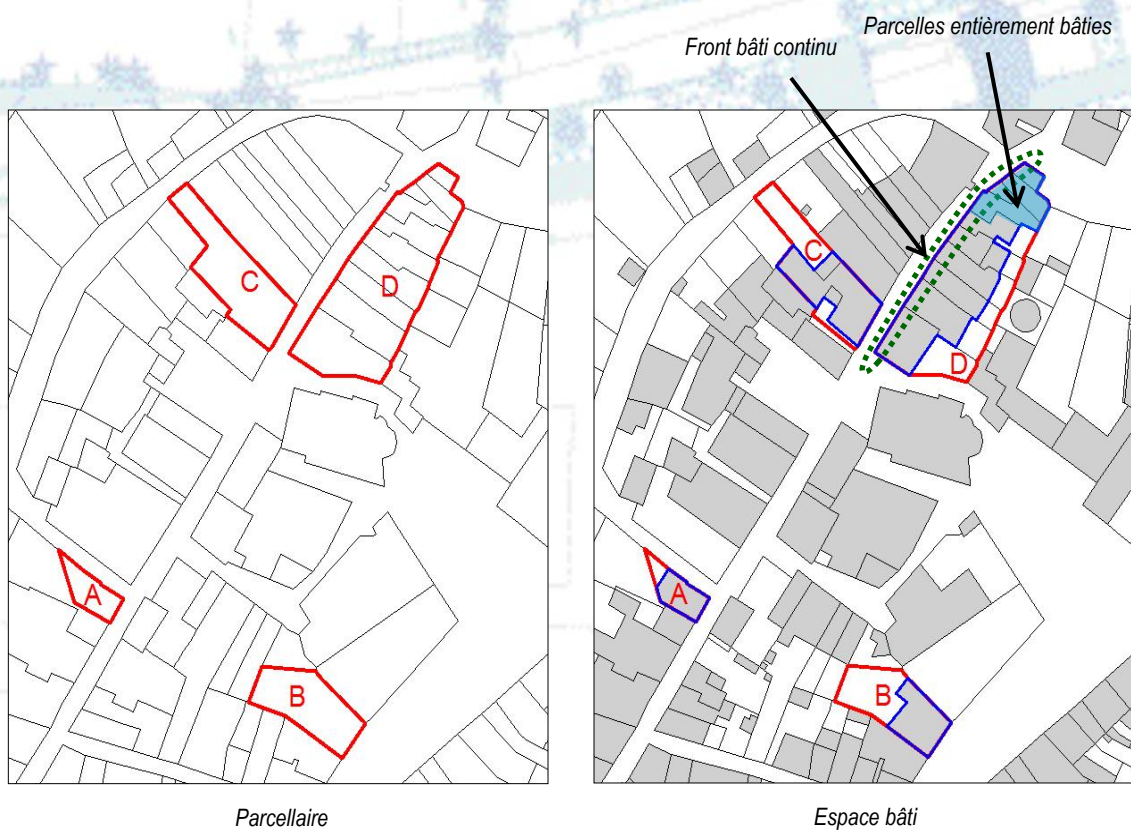 Parcelles entièrement bâties
Front bâti continu
C
D
A
B
C
D
A
B
Parcellaire
Espace bâti